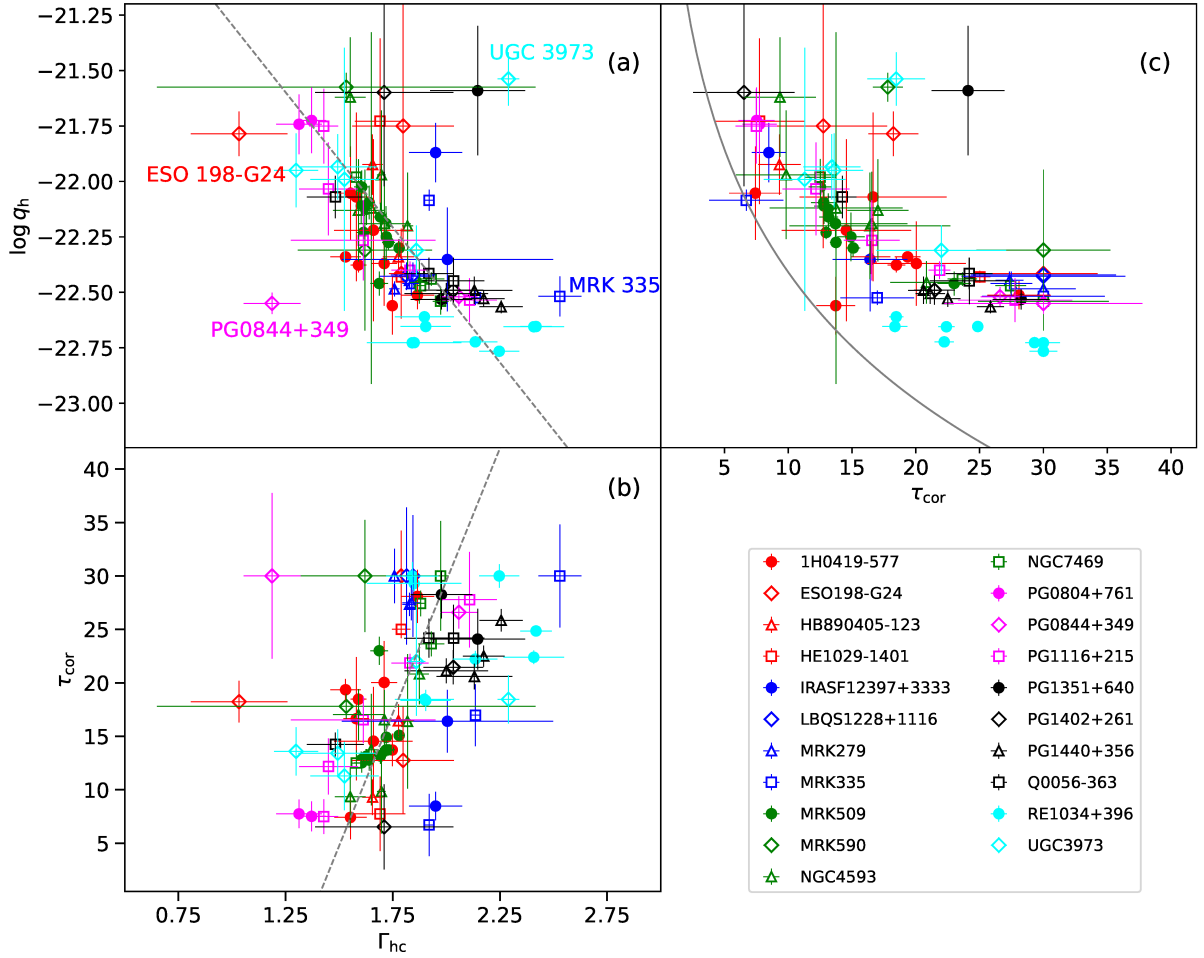 −21.25
−21.50
−21.75
−22.00
−22.25
−22.50
−22.75
−23.00
log q_h
(a)
UGC 3973
ESO 198-G24
MRK 335
PG0844+349
(c)
5 10 15 20 25 30 35 40
τ_cor
40
35
30
25
20
15
10
5
τ_cor
(b)
0.75 1.25 1.75 2.25 2.75
Γ_hc
1H0419-577
ESO198-G24
HB890405-123
HE1029-1401
IRASF12397+3333
LBQS1228+1116
MRK279
MRK335
MRK509
MRK590
NGC4593
NGC7469
PG0804+761
PG0844+349
PG1116+215
PG1351+640
PG1402+261
PG1440+356
Q0056-363
RE1034+396
UGC3973